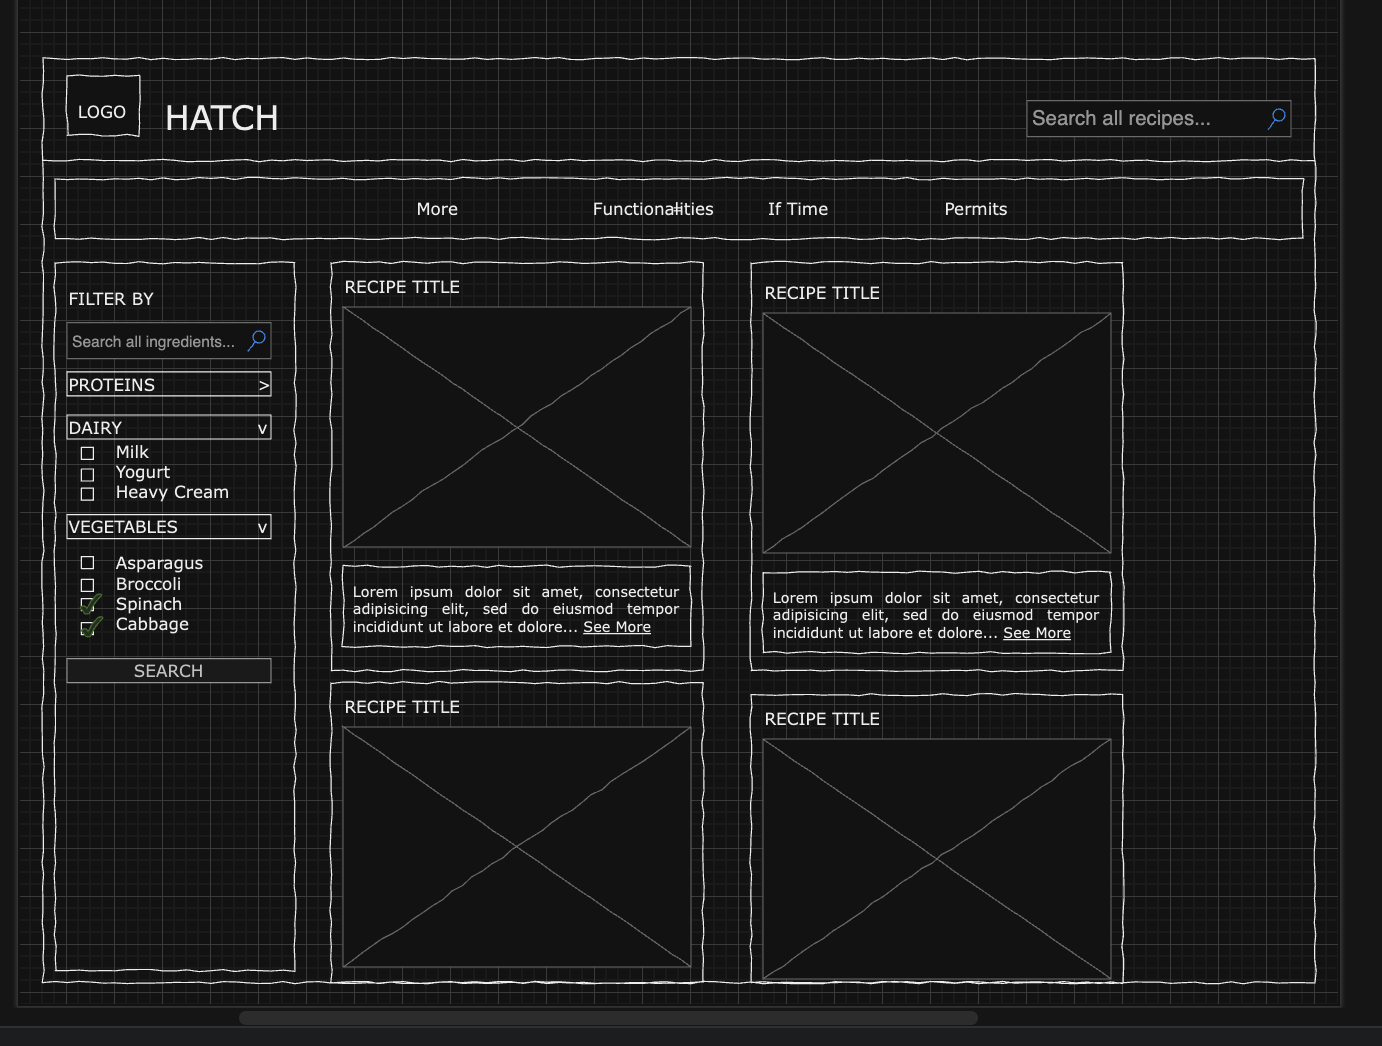 LOGO
HATCH
Search all recipes...
More Functionalities If Time Permits
FILTER BY
Search all ingredients...
PROTEINS >
DAIRY v
Milk
Yogurt
Heavy Cream
VEGETABLES v
Asparagus
Broccoli
Spinach
Cabbage
SEARCH
RECIPE TITLE
Lorem ipsum dolor sit amet, consectetur
adipisicing elit, sed do eiusmod tempor
incididunt ut labore et dolore... See More
RECIPE TITLE
Lorem ipsum dolor sit amet, consectetur
adipisicing elit, sed do eiusmod tempor
incididunt ut labore et dolore... See More
RECIPE TITLE
RECIPE TITLE